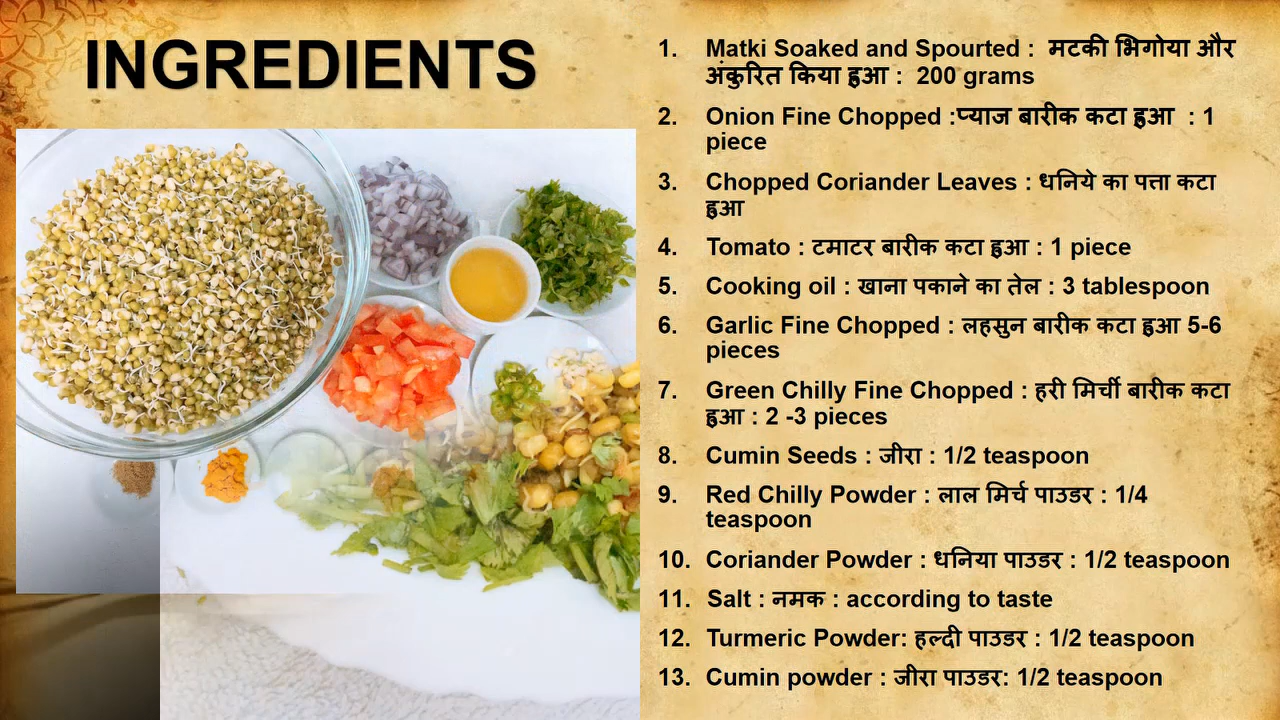 INGREDIENTS
1. Matki Soaked and Spourted : मटकी भिगोया और
अंकुरित किया हुआ : 200 grams
2. Onion Fine Chopped :प्याज बारीक कटा हुआ : 1
piece
3. Chopped Coriander Leaves : धनिये का पत्ता कटा
हुआ
4. Tomato : टमाटर बारीक कटा हुआ : 1 piece
5. Cooking oil : खाना पकाने का तेल : 3 tablespoon
6. Garlic Fine Chopped : लहसुन बारीक कटा हुआ 5-6
pieces
7. Green Chilly Fine Chopped : हरी मिर्ची बारीक कटा
हुआ : 2 -3 pieces
8. Cumin Seeds : जीरा : 1/2 teaspoon
9. Red Chilly Powder : लाल मिर्च पाउडर : 1/4
teaspoon
10. Coriander Powder : धनिया पाउडर : 1/2 teaspoon
11. Salt : नमक : according to taste
12. Turmeric Powder: हल्दी पाउडर : 1/2 teaspoon
13. Cumin powder : जीरा पाउडर: 1/2 teaspoon